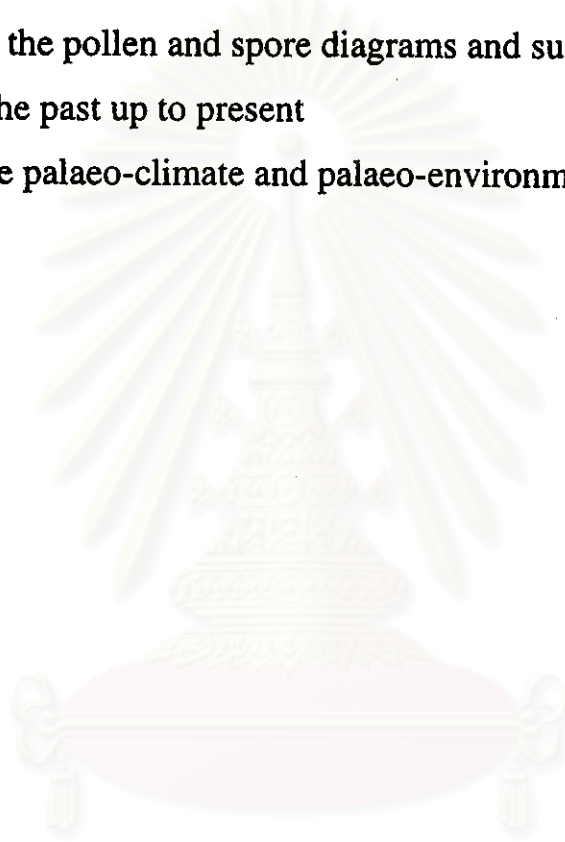 the pollen and spore diagrams and su
he past up to present
e palaeo-climate and palaeo-environm